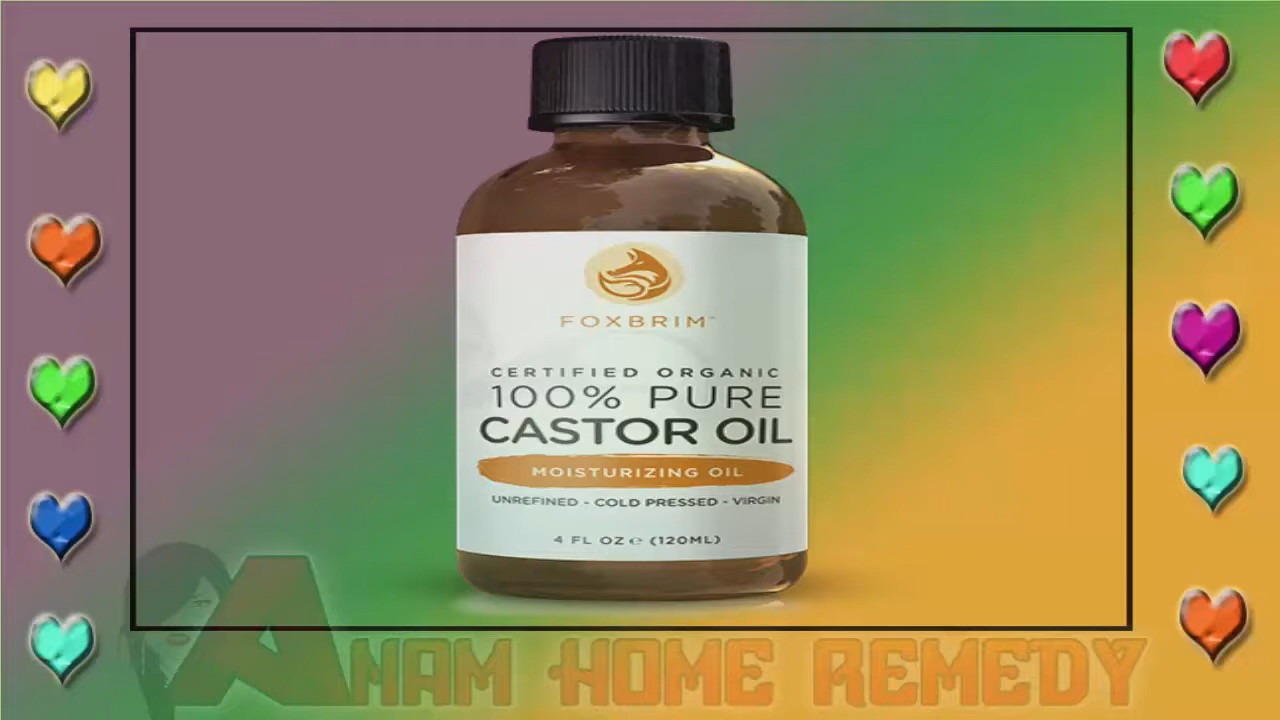 FOXBRIM™
CERTIFIED ORGANIC
100% PURE
CASTOR OIL
MOISTURIZING OIL
UNREFINED - COLD PRESSED - VIRGIN
4 FL OZ ℮ (120ML)
ANAM HOME REMEDY